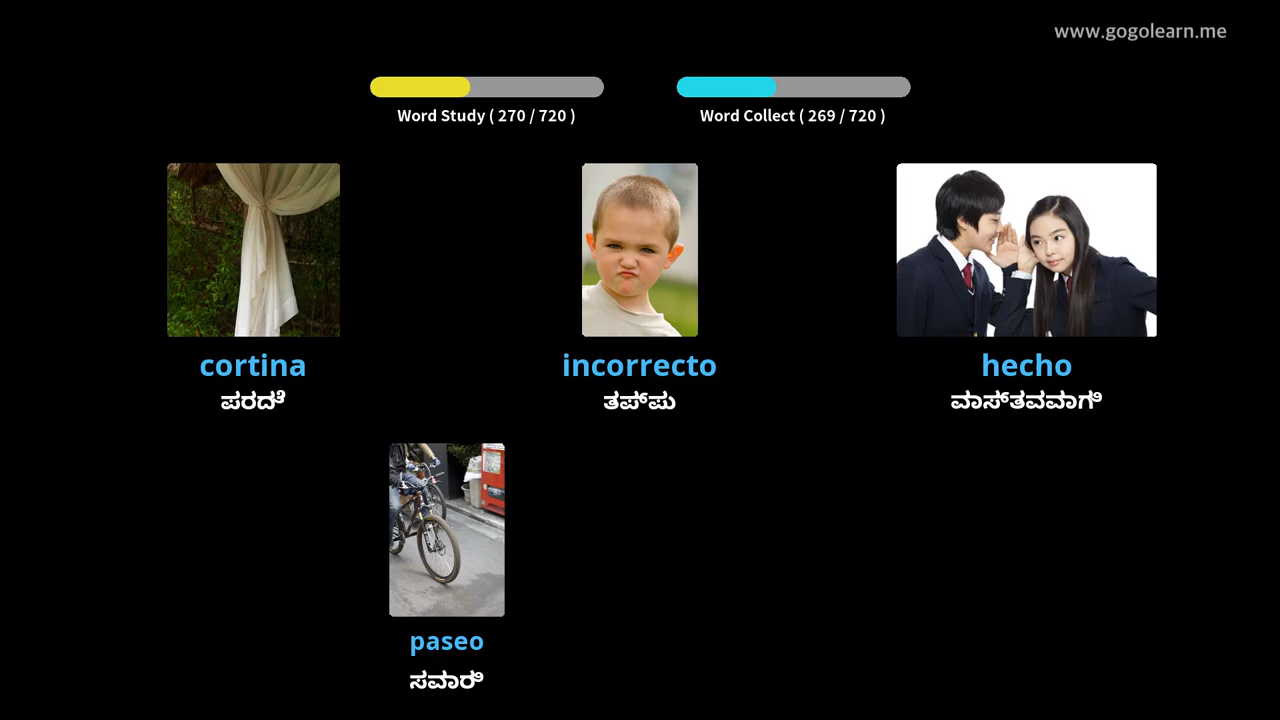 www.gogolearn.me
Word Study ( 270 / 720 )
Word Collect ( 269 / 720 )
cortina
ಪರದೆ
incorrecto
ತಪ್ಪು
hecho
ವಾಸ್ತವವಾಗಿ
paseo
ಸವಾರಿ